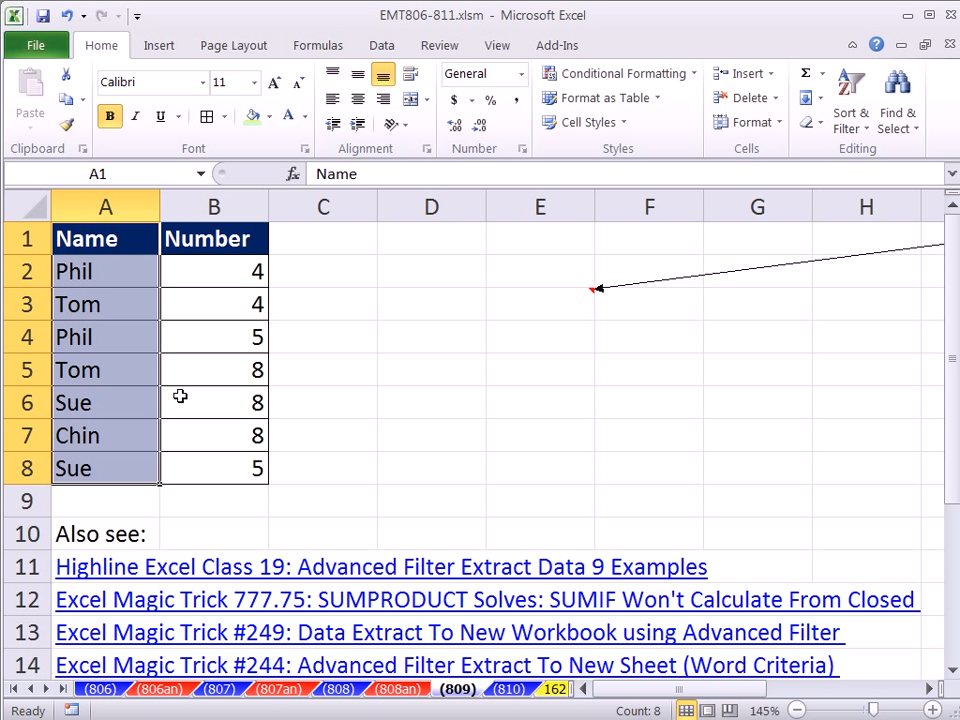 EMT806-811.xlsm - Microsoft Excel
File Home Insert Page Layout Formulas Data Review View Add-Ins
Calibri 11 General Conditional Formatting Insert Σ
Paste B I U $ % , Format as Table Delete Sort & Filter Find & Select
Cell Styles Format
Clipboard Font Alignment Number Styles Cells Editing
A1 fx Name
A B C D E F G H
1 Name Number
2 Phil 4
3 Tom 4
4 Phil 5
5 Tom 8
6 Sue 8
7 Chin 8
8 Sue 5
9
10 Also see:
11 Highline Excel Class 19: Advanced Filter Extract Data 9 Examples
12 Excel Magic Trick 777.75: SUMPRODUCT Solves: SUMIF Won't Calculate From Closed
13 Excel Magic Trick #249: Data Extract To New Workbook using Advanced Filter
14 Excel Magic Trick #244: Advanced Filter Extract To New Sheet (Word Criteria)
(806) (806an) (807) (807an) (808) (808an) (809) (810) 162
Ready Count: 8 145%